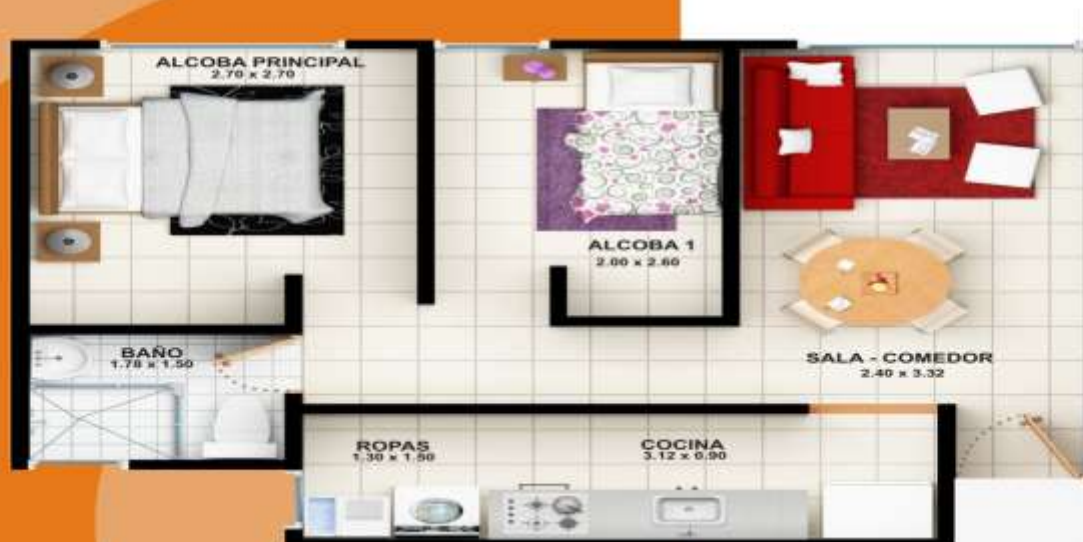 ALCOBA PRINCIPAL
2.70 x 2.70
ALCOBA 1
2.00 x 2.60
BAÑO
1.78 x 1.50
SALA - COMEDOR
2.40 x 3.32
ROPAS
1.30 x 1.50
COCINA
3.12 x 0.90